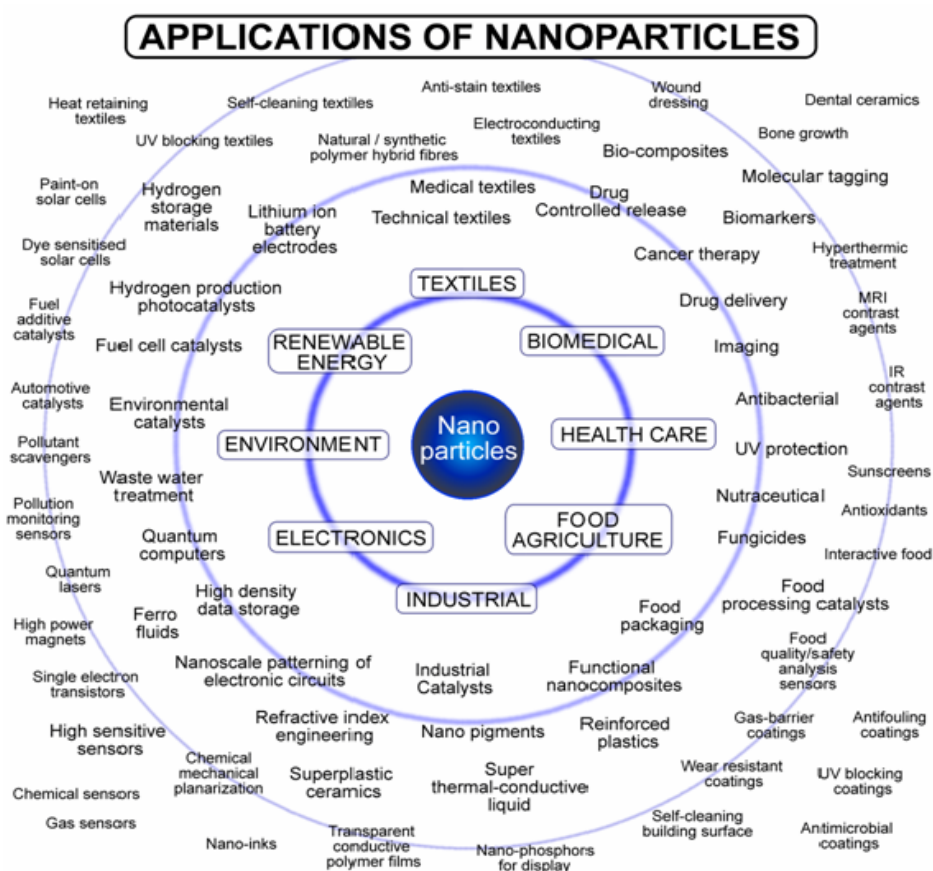 APPLICATIONS OF NANOPARTICLES
Anti-stain textiles
Wound
dressing
Dental ceramics
Heat retaining
textiles
Self-cleaning textiles
Electroconducting
textiles
Bone growth
UV blocking textiles
Natural / synthetic
polymer hybrid fibres
Bio-composites
Molecular tagging
Paint-on
solar cells
Hydrogen
storage
materials
Medical textiles
Drug
Controlled release
Lithium ion
battery
electrodes
Technical textiles
Biomarkers
Dye sensitised
solar cells
Cancer therapy
Hyperthermic
treatment
TEXTILES
Hydrogen production
photocatalysts
Drug delivery
MRI
contrast
agents
Fuel
additive
catalysts
Fuel cell catalysts
RENEWABLE
ENERGY
BIOMEDICAL
Imaging
IR
contrast
agents
Automotive
catalysts
Environmental
catalysts
Antibacterial
Nano
particles
Pollutant
scavengers
ENVIRONMENT
HEALTH CARE
UV protection
Sunscreens
Waste water
treatment
Nutraceutical
Antioxidants
Pollution
monitoring
sensors
Quantum
computers
ELECTRONICS
FOOD
AGRICULTURE
Fungicides
Interactive food
Quantum
lasers
High density
data storage
INDUSTRIAL
Food
packaging
Food
processing catalysts
High power
magnets
Ferro
fluids
Food
quality/safety
analysis
sensors
Single electron
transistors
Nanoscale patterning of
electronic circuits
Industrial
Catalysts
Functional
nanocomposites
High sensitive
sensors
Refractive index
engineering
Nano pigments
Reinforced
plastics
Gas-barrier
coatings
Antifouling
coatings
Chemical
mechanical
planarization
Superplastic
ceramics
Super
thermal-conductive
liquid
Wear resistant
coatings
UV blocking
coatings
Chemical sensors
Gas sensors
Nano-inks
Transparent
conductive
polymer films
Nano-phosphors
for display
Self-cleaning
building surface
Antimicrobial
coatings